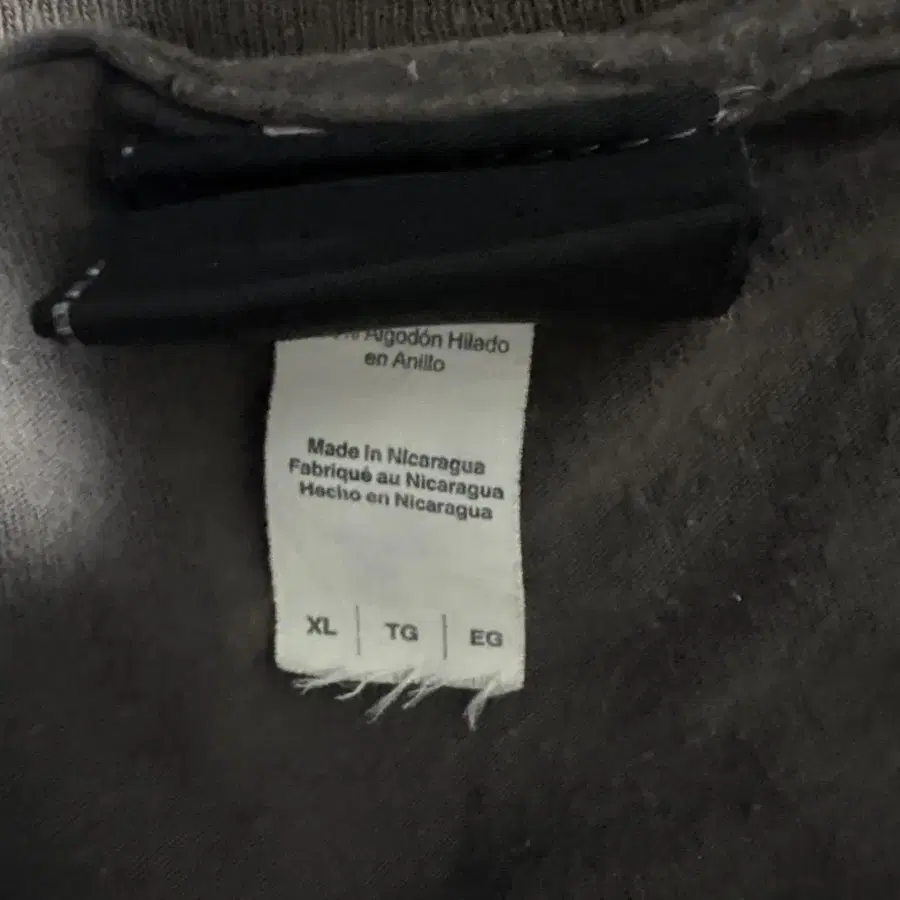 Algodón Hilado
en Anillo
Made in Nicaragua
Fabriqué au Nicaragua
Hecho en Nicaragua
XL | TG | EG